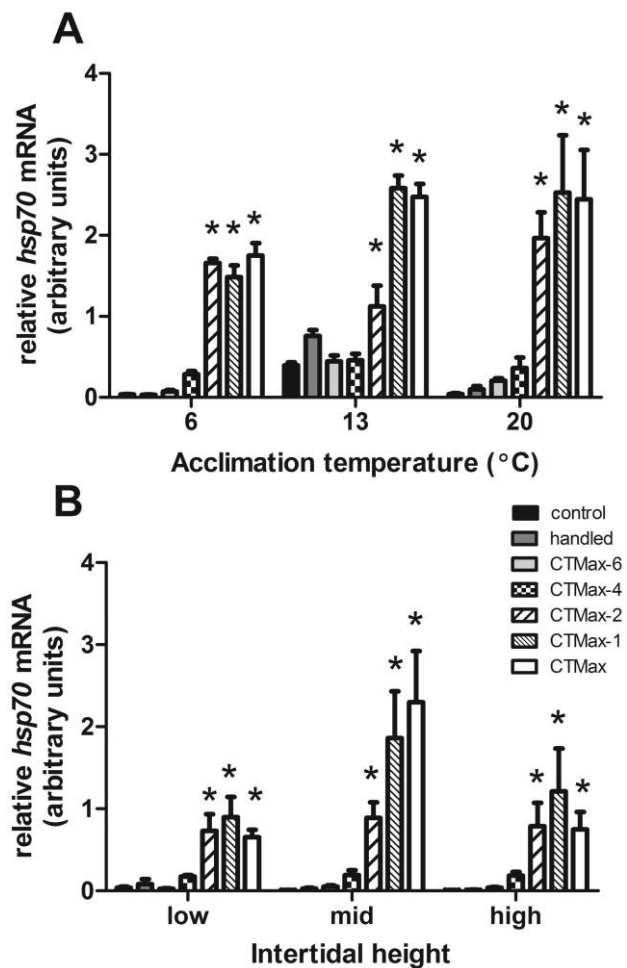 A
relative hsp70 mRNA
(arbitrary units)
4
3
2
1
0
* * *
* * *
* * *
6 13 20
Acclimation temperature (°C)
B
control
handled
CTMax-6
CTMax-4
CTMax-2
CTMax-1
CTMax
relative hsp70 mRNA
(arbitrary units)
4
3
2
1
0
* * *
* * *
* * *
low mid high
Intertidal height